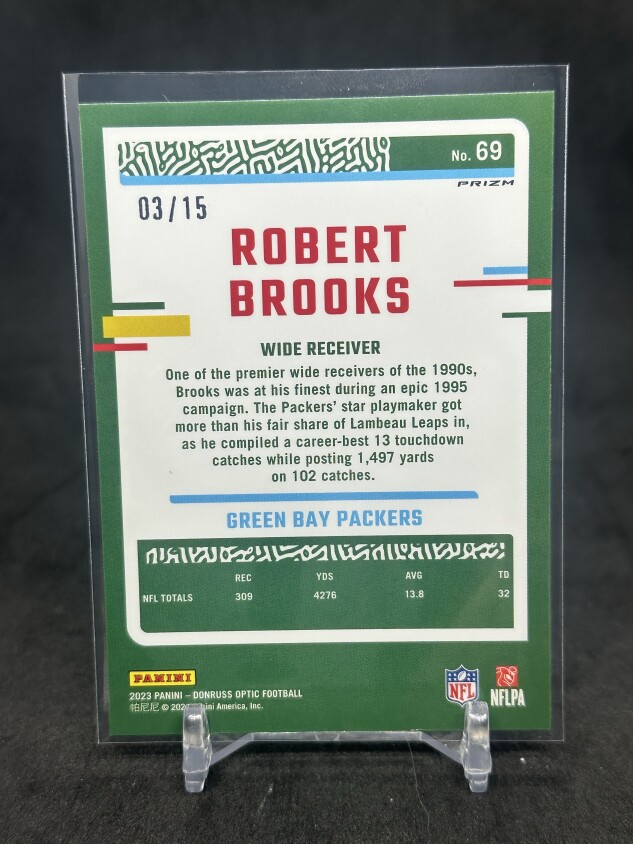 No. 69
PRIZM
03/15
ROBERT
BROOKS
WIDE RECEIVER
One of the premier wide receivers of the 1990s,
Brooks was at his finest during an epic 1995
campaign. The Packers' star playmaker got
more than his fair share of Lambeau Leaps in,
as he compiled a career-best 13 touchdown
catches while posting 1,497 yards
on 102 catches.
GREEN BAY PACKERS
REC YDS AVG TD
NFL TOTALS 309 4276 13.8 32
PANINI
2023 PANINI – DONRUSS OPTIC FOOTBALL
帕尼尼 © America, Inc.
NFL
NFLPA